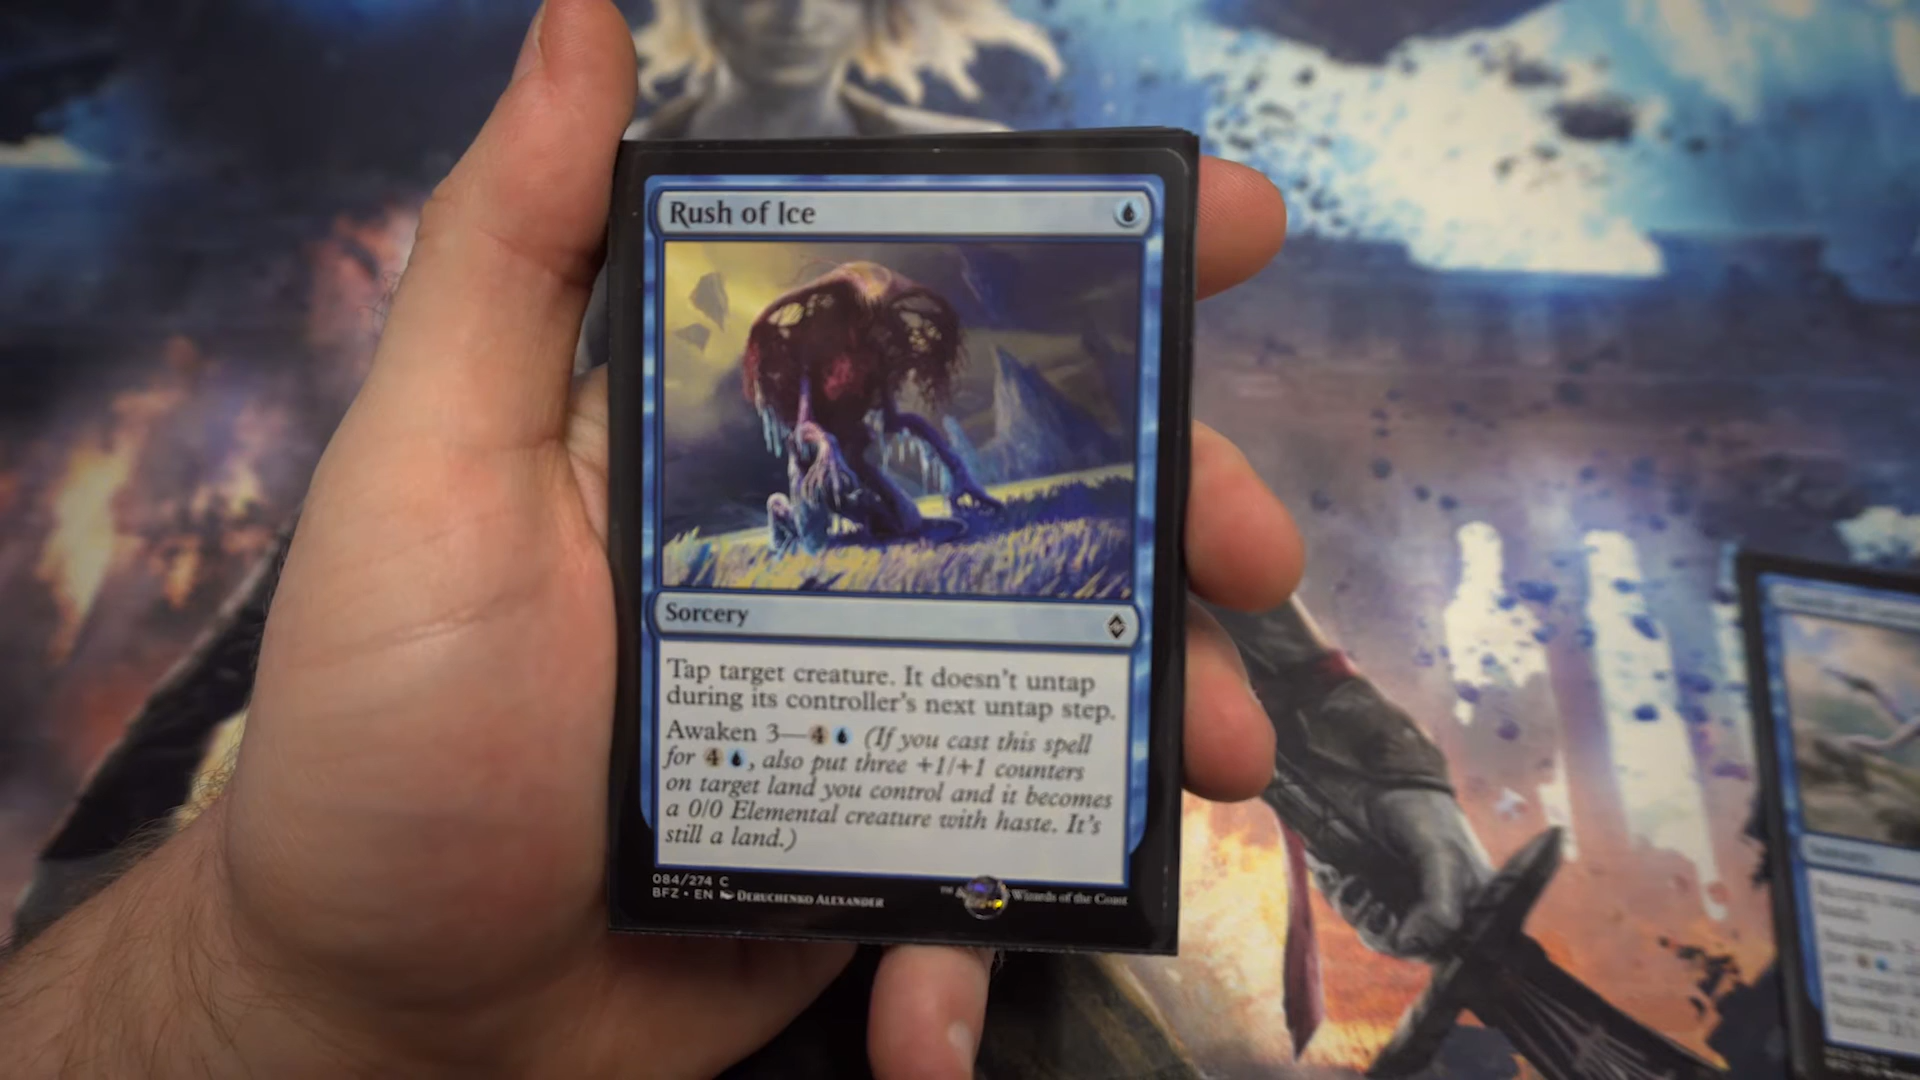 Rush of Ice
Sorcery
Tap target creature. It doesn't untap
during its controller's next untap step.
Awaken 3—4 (If you cast this spell
for 4 , also put three +1/+1 counters
on target land you control and it becomes
a 0/0 Elemental creature with haste. It's
still a land.)
084/274 C
BFZ • EN Deruchenko Alexander
™ & Wizards of the Coast